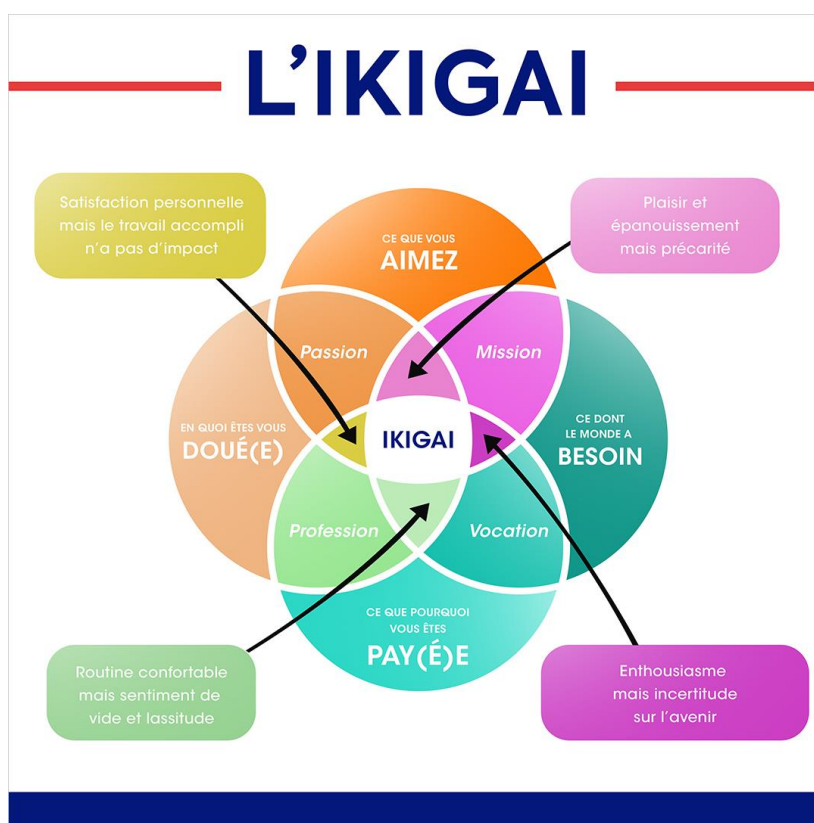 L'IKIGAI
Satisfaction personnelle
mais le travail accompli
n'a pas d'impact
Plaisir et
épanouissement
mais précarité
CE QUE VOUS
AIMEZ
Passion
Mission
EN QUOI ÊTES VOUS
DOUÉ(E)
IKIGAI
CE DONT
LE MONDE A
BESOIN
Profession
Vocation
CE QUE POURQUOI
VOUS ÊTES
PAY(É)E
Routine confortable
mais sentiment de
vide et lassitude
Enthousiasme
mais incertitude
sur l'avenir